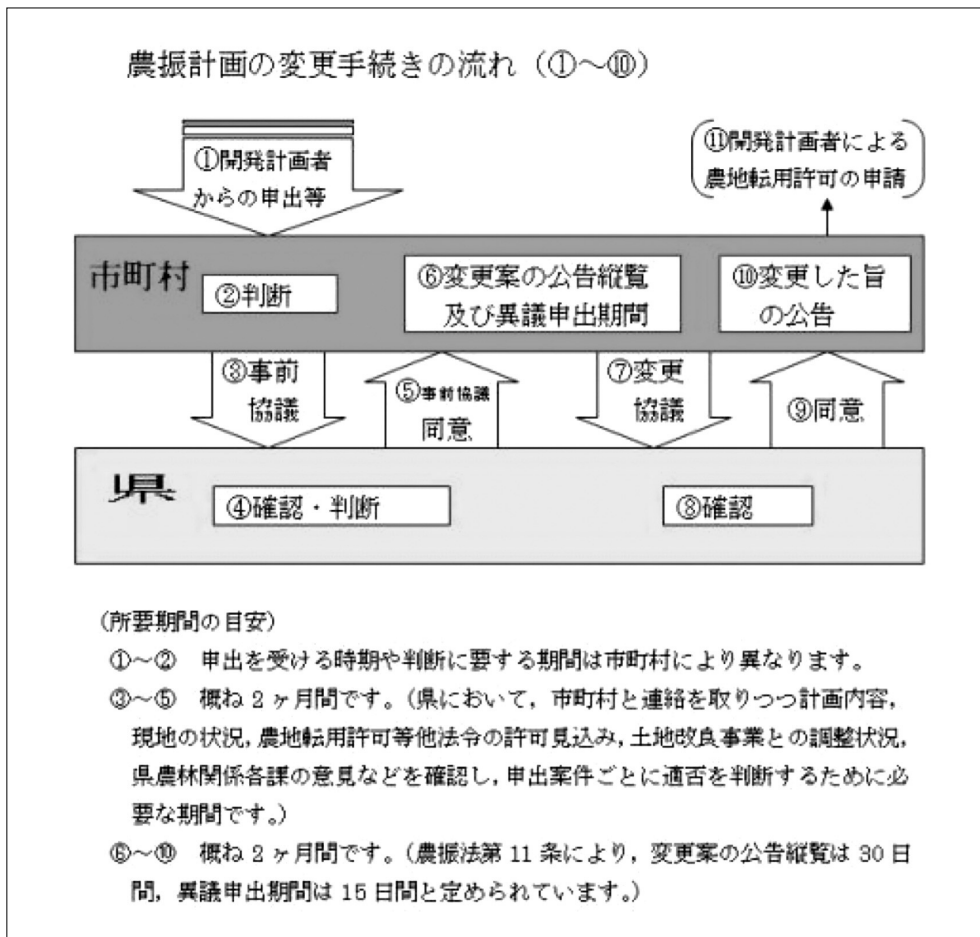 農振計画の変更手続きの流れ（①～⑩）
①開発計画者
からの申出等
⑪開発計画者による
農地転用許可の申請
市町村
②判断
⑥変更案の公告縦覧
及び異議申出期間
⑩変更した旨
の公告
③事前
協議
⑤事前協議
同意
⑦変更
協議
⑨同意
県
④確認・判断
⑧確認
（所要期間の目安）
①～② 申出を受ける時期や判断に要する期間は市町村により異なります。
③～⑤ 概ね２ヶ月間です。（県において，市町村と連絡を取りつつ計画内容，
現地の状況，農地転用許可等他法令の許可見込み，土地改良事業との調整状況，
県農林関係各課の意見などを確認し，申出案件ごとに適否を判断するために必
要な期間です。）
⑥～⑩ 概ね２ヶ月間です。（農振法第 11 条により，変更案の公告縦覧は 30 日
間，異議申出期間は 15 日間と定められています。）